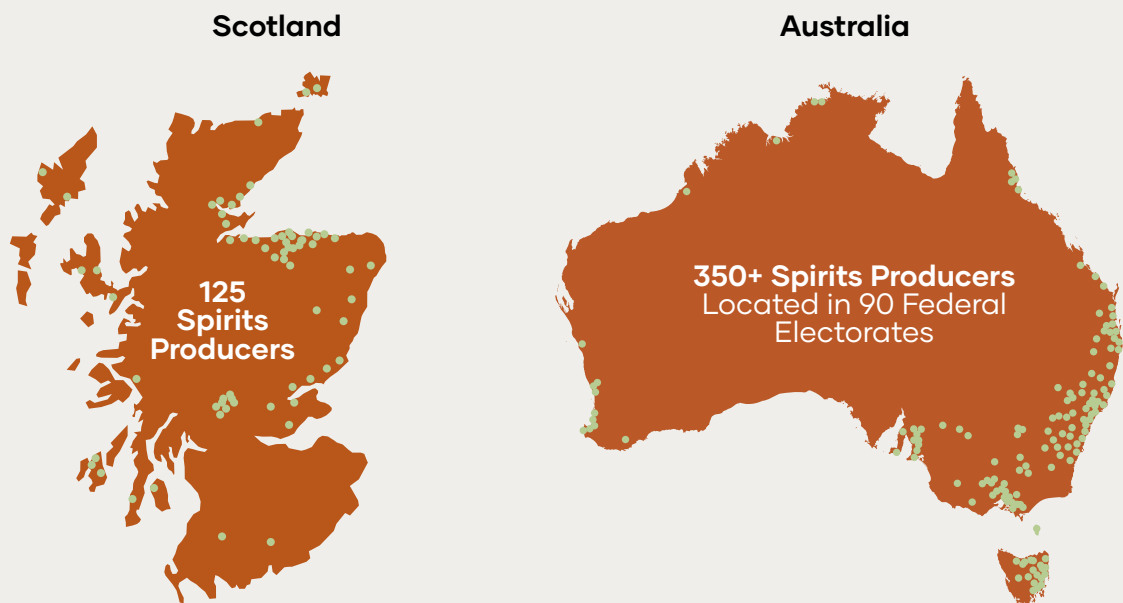 Scotland
Australia
125
Spirits
Producers
350+ Spirits Producers
Located in 90 Federal
Electorates